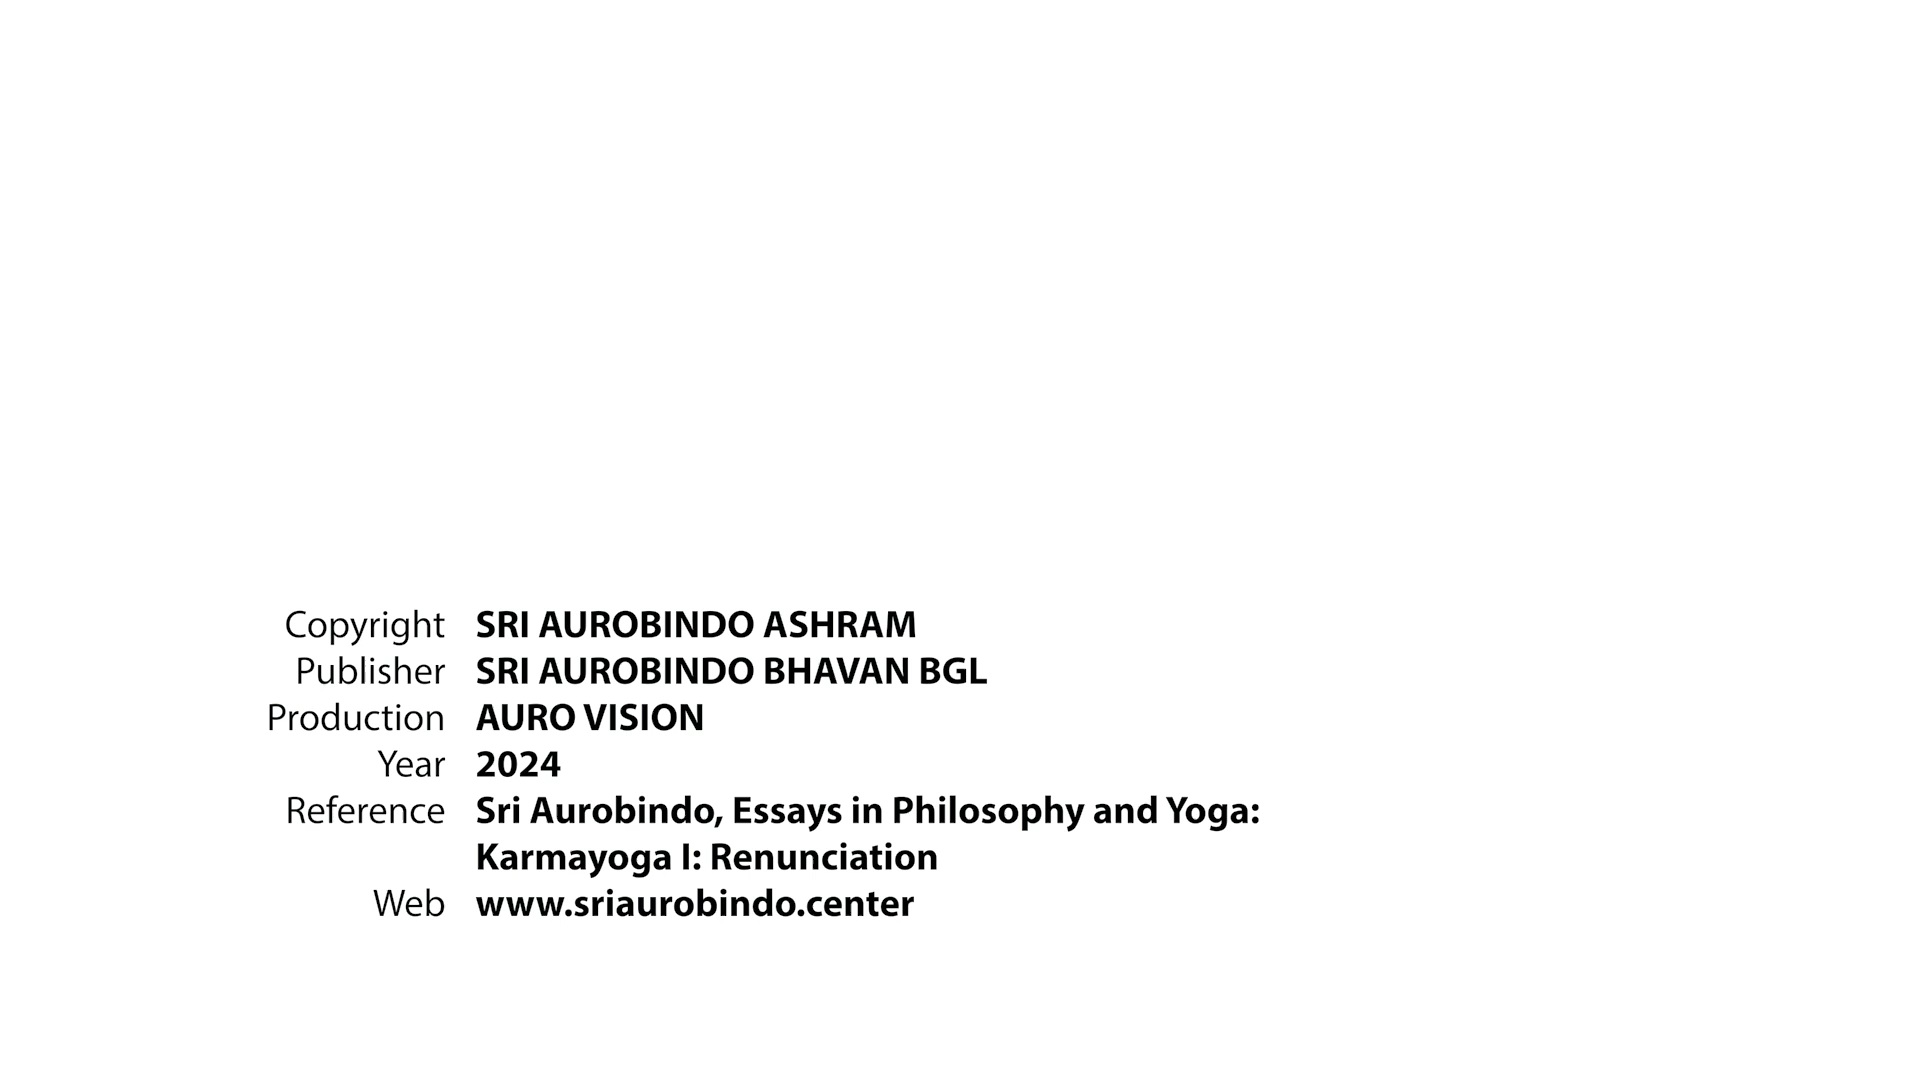 Copyright SRI AUROBINDO ASHRAM
Publisher SRI AUROBINDO BHAVAN BGL
Production AURO VISION
Year 2024
Reference Sri Aurobindo, Essays in Philosophy and Yoga:
Karmayoga I: Renunciation
Web www.sriaurobindo.center